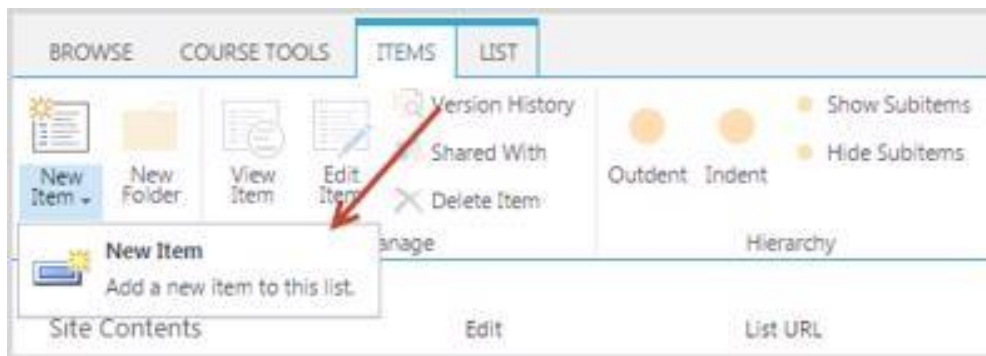 BROWSE COURSE TOOLS ITEMS LIST
New Item
New Folder
View Item
Edit Item
Version History
Shared With
Delete Item
Outdent Indent
Show Subitems
Hide Subitems
anage
Hierarchy
New Item
Add a new item to this list.
Site Contents Edit List URL